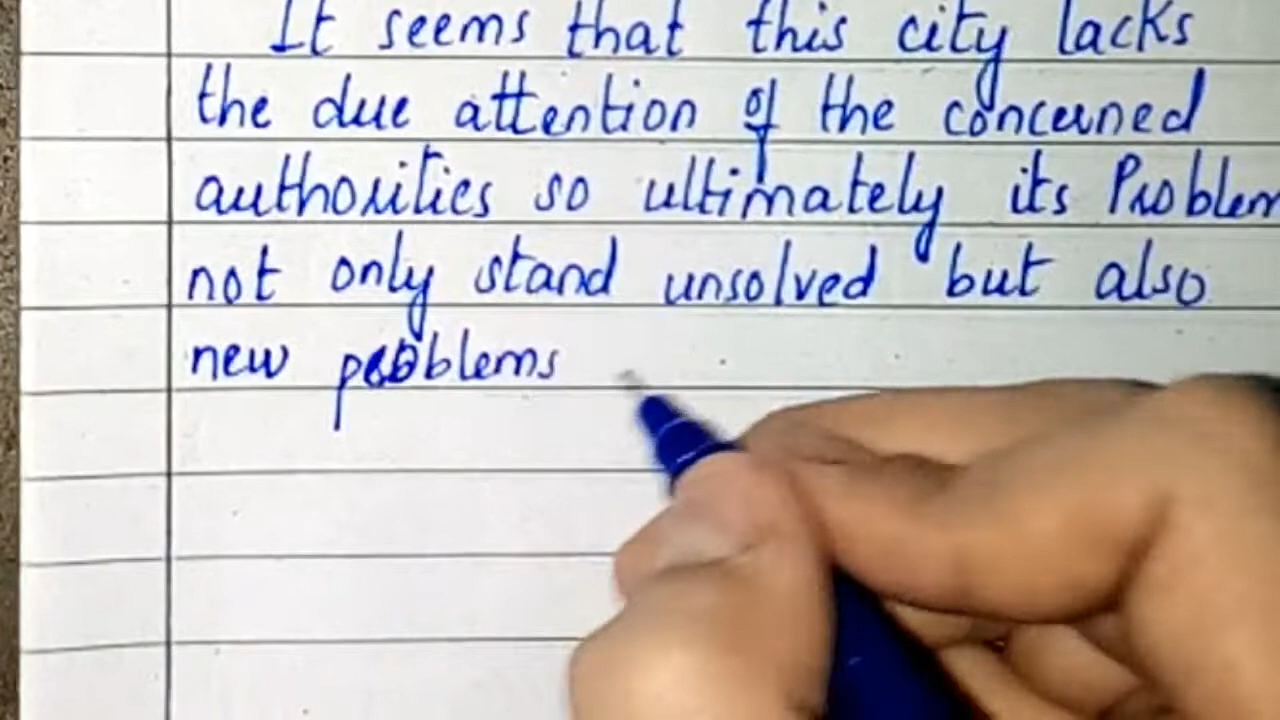 It seems that this city lacks
the due attention of the concerned
authorities so ultimately its Problem
not only stand unsolved but also
new problems